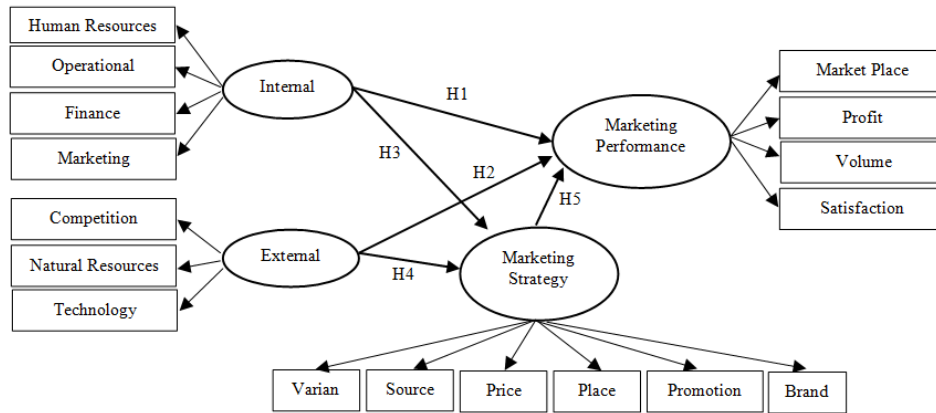 Human Resources
Operational
Finance
Marketing
Internal
H1
H3
H2
Marketing
Performance
Market Place
Profit
Volume
Satisfaction
Competition
Natural Resources
Technology
External
H4
H5
Marketing
Strategy
Varian
Source
Price
Place
Promotion
Brand